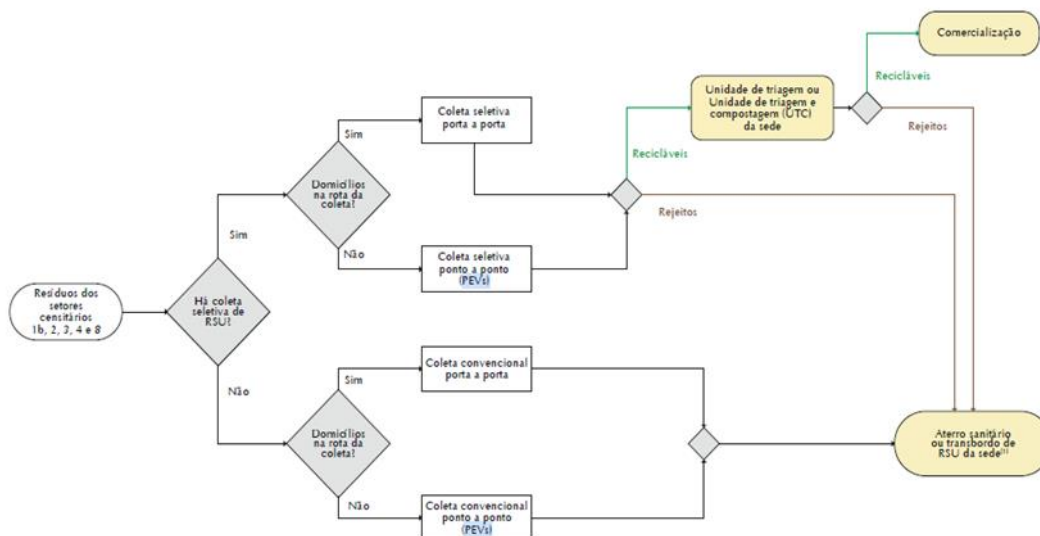 Comercialização
Recicláveis
Unidade de triagem ou
Unidade de triagem e
compostagem (UTC)
da sede
Rejeitos
Coleta seletiva
porta a porta
Sim
Domicílios
na rota da
coleta?
Recicláveis
Rejeitos
Sim
Não
Coleta seletiva
ponto a ponto
(PEVs)
Resíduos dos
setores
censitários
1b, 2, 3, 4 e 8
Há coleta
seletiva de
RSU?
Não
Sim
Coleta convencional
porta a porta
Domicílios
na rota da
coleta?
Não
Coleta convencional
ponto a ponto
(PEVs)
Aterro sanitário
ou transbordo de
RSU da sede